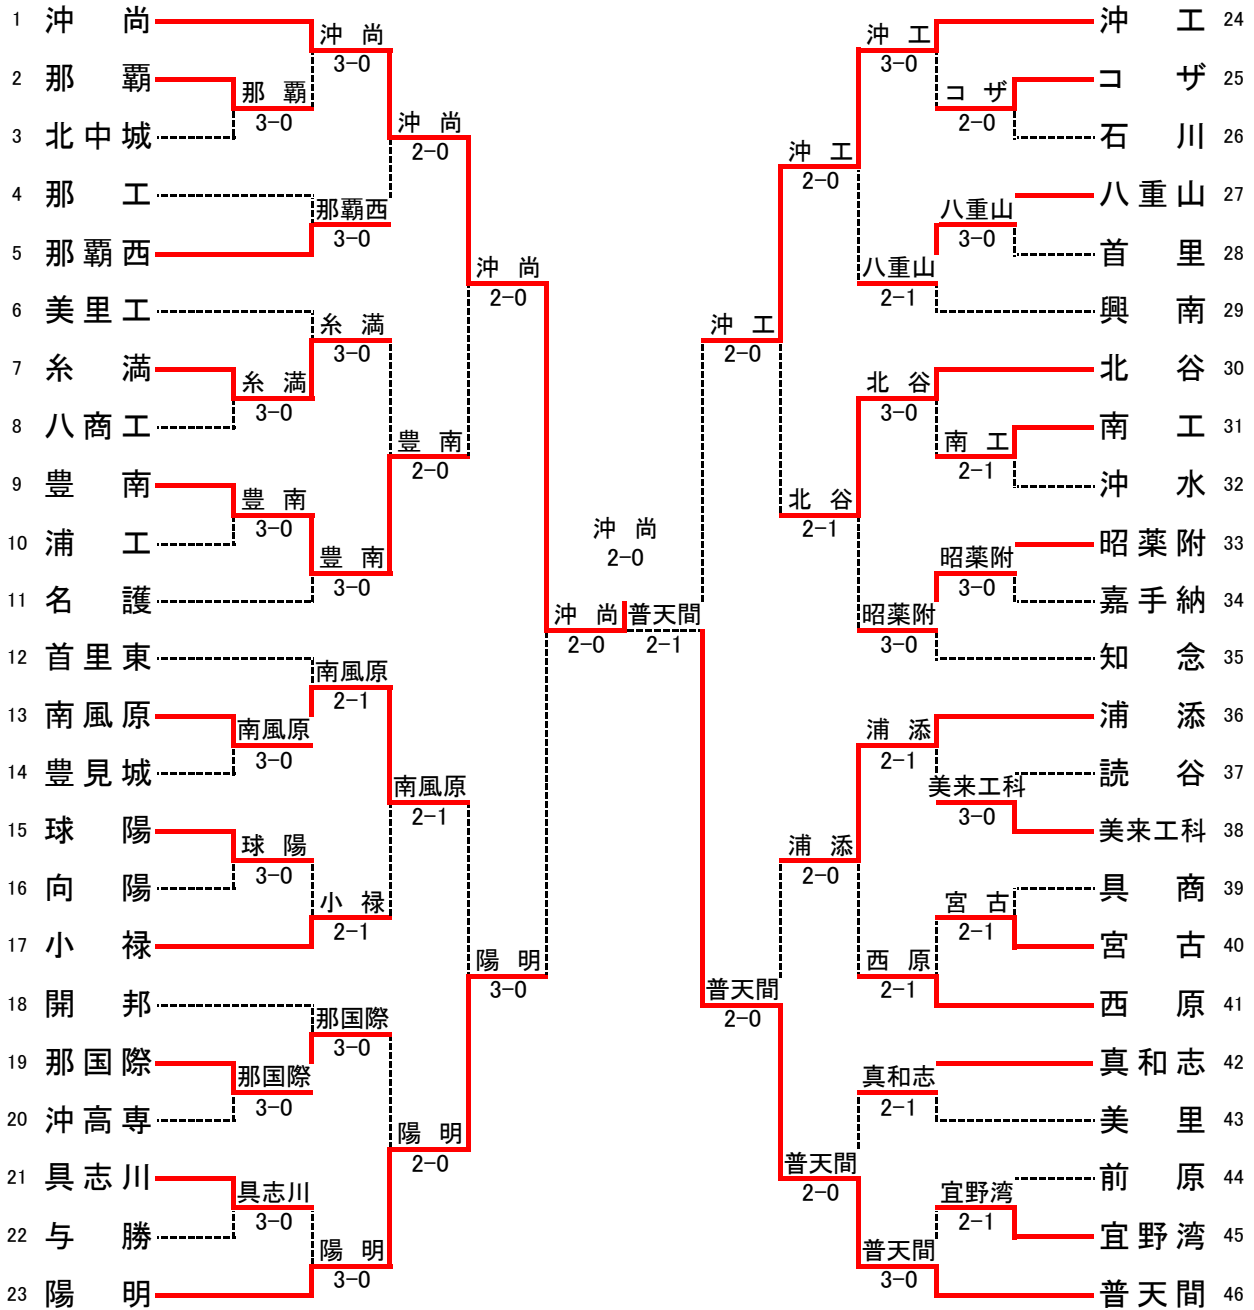 1 沖尚
2 那覇
3 北中城
4 那工
5 那覇西
6 美里工
7 糸満
8 八商工
9 豊南
10 浦工
11 名護
12 首里東
13 南風原
14 豊見城
15 球陽
16 向陽
17 小禄
18 開邦
19 那国際
20 沖高専
21 具志川
22 与勝
23 陽明
那覇
3-0
糸満
3-0
豊南
3-0
南風原
3-0
球陽
3-0
那国際
3-0
具志川
3-0
沖尚
3-0
那覇西
3-0
糸満
3-0
豊南
3-0
南風原
2-1
小禄
2-1
那国際
3-0
陽明
3-0
沖尚
2-0
豊南
2-0
南風原
2-1
陽明
2-0
沖尚
2-0
陽明
3-0
沖尚
2-0
沖尚
2-0
普天間
2-1
沖工
2-0
普天間
2-0
沖工
2-0
北谷
2-1
浦添
2-0
普天間
2-0
沖工
3-0
八重山
2-1
北谷
3-0
昭薬附
3-0
浦添
2-1
西原
2-1
真和志
2-1
普天間
3-0
コザ
2-0
八重山
3-0
南工
2-1
昭薬附
3-0
美来工科
3-0
宮古
2-1
宜野湾
2-1
沖工 24
コザ 25
石川 26
八重山 27
首里 28
興南 29
北谷 30
南工 31
沖水 32
昭薬附 33
嘉手納 34
知念 35
浦添 36
読谷 37
美来工科 38
具商 39
宮古 40
西原 41
真和志 42
美里 43
前原 44
宜野湾 45
普天間 46